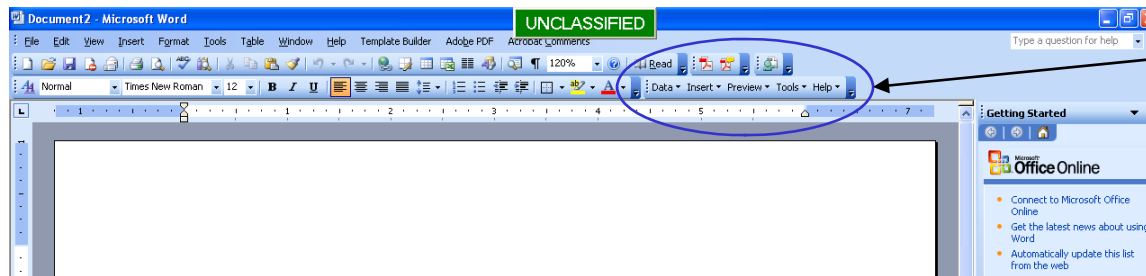 Document2 - Microsoft Word
UNCLASSIFIED
File Edit View Insert Format Tools Table Window Help Template Builder Adobe PDF Acrobat Comments
Type a question for help
120% Read
Normal Times New Roman 12 B I U Data Insert Preview Tools Help
1 1 2 3 4 5 7
Getting Started
Microsoft
Office Online
Connect to Microsoft Office
Online
Get the latest news about using
Word
Automatically update this list
from the web